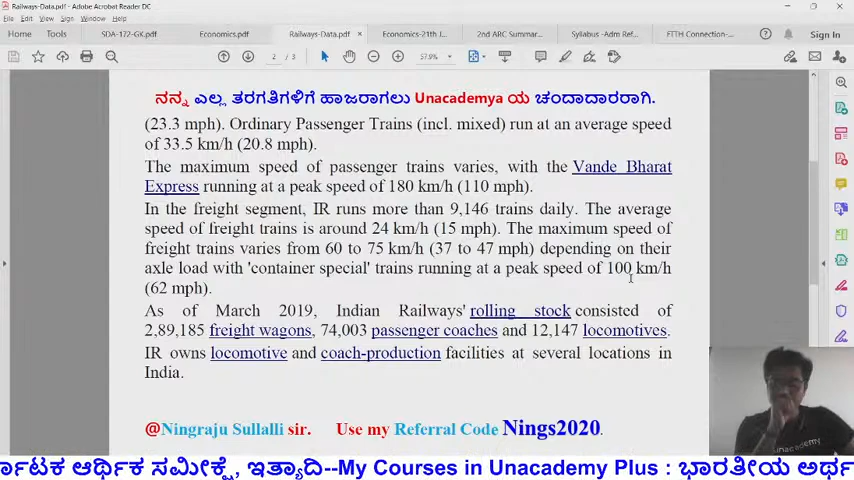 Railways-Data.pdf - Adobe Acrobat Reader DC
File Edit View Sign Window Help
Home Tools SDA-172-GK.pdf Economics.pdf Railways-Data.pdf × Economics-21th J... 2nd ARC Summar... Syllabus -Adm Ref... FTTH Connection-... Sign In
2 / 3 57.9%
ನನ್ನ ಎಲ್ಲ ತರಗತಿಗಳಿಗೆ ಹಾಜರಾಗಲು Unacademyಯ ಚಂದಾದಾರರಾಗಿ.
(23.3 mph). Ordinary Passenger Trains (incl. mixed) run at an average speed
of 33.5 km/h (20.8 mph).
The maximum speed of passenger trains varies, with the Vande Bharat
Express running at a peak speed of 180 km/h (110 mph).
In the freight segment, IR runs more than 9,146 trains daily. The average
speed of freight trains is around 24 km/h (15 mph). The maximum speed of
freight trains varies from 60 to 75 km/h (37 to 47 mph) depending on their
axle load with 'container special' trains running at a peak speed of 100 km/h
(62 mph).
As of March 2019, Indian Railways' rolling stock consisted of
2,89,185 freight wagons, 74,003 passenger coaches and 12,147 locomotives.
IR owns locomotive and coach-production facilities at several locations in
India.
@Ningraju Sullalli sir. Use my Referral Code Nings2020.
unacademy
ರ್ನಾಟಕ ಆರ್ಥಿಕ ಸಮೀಕ್ಷೆ, ಇತ್ಯಾದಿ--My Courses in Unacademy Plus : ಭಾರತೀಯ ಅರ್ಥ